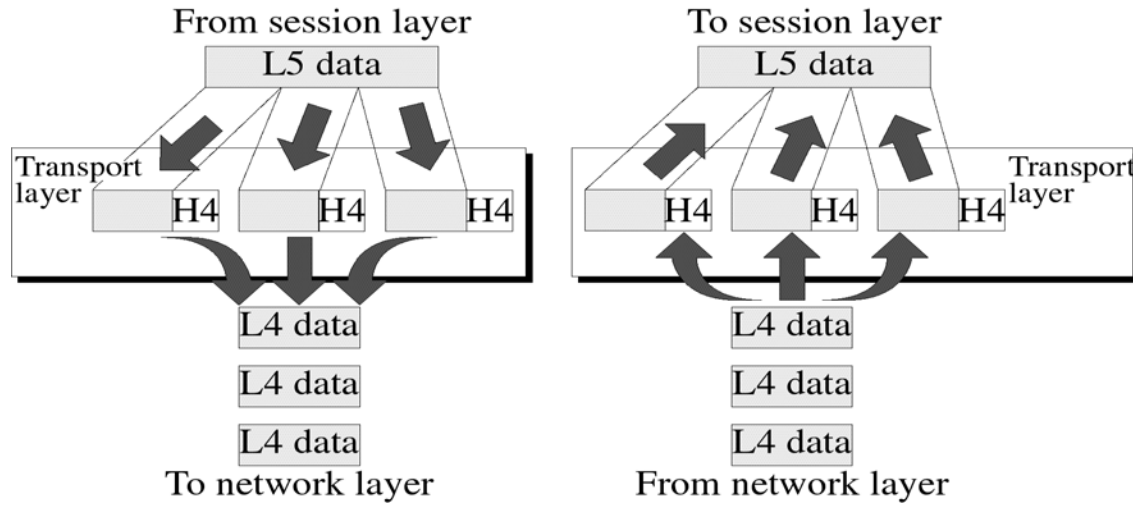 From session layer
L5 data
Transport
layer
H4
H4
H4
L4 data
L4 data
L4 data
To network layer
To session layer
L5 data
Transport
layer
H4
H4
H4
L4 data
L4 data
L4 data
From network layer